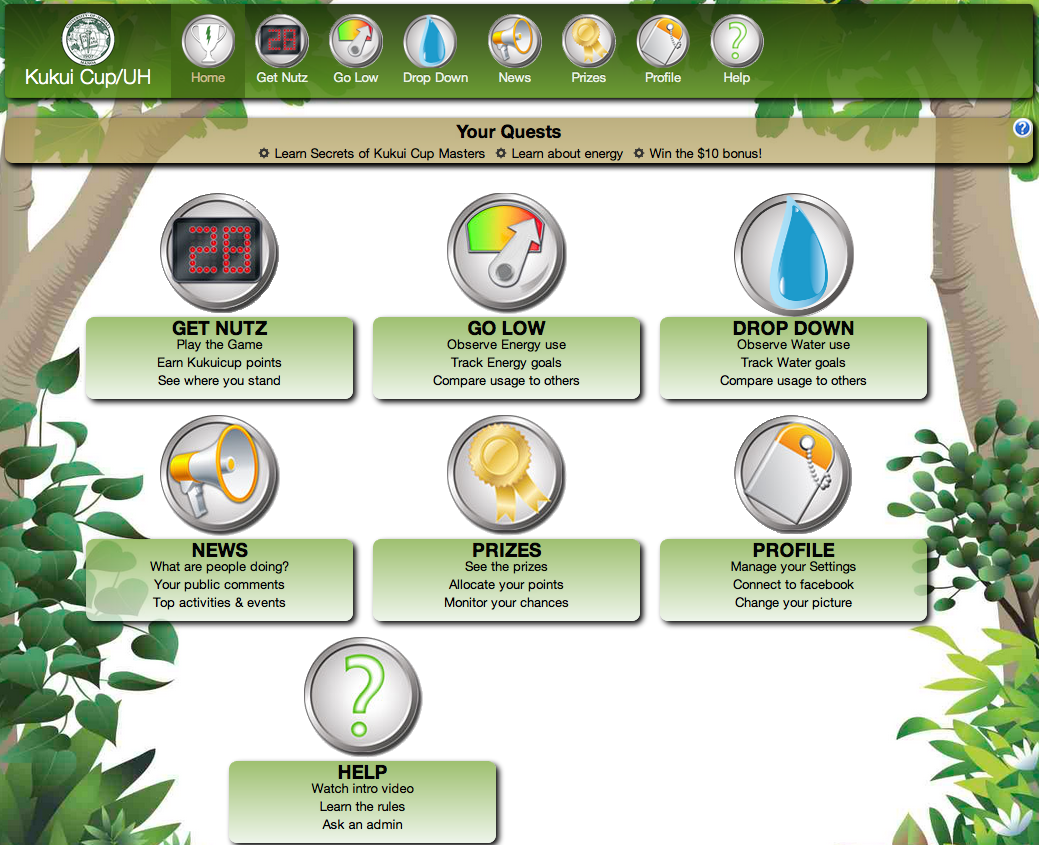 Kukui Cup/UH
Home
Get Nutz
Go Low
Drop Down
News
Prizes
Profile
Help
Your Quests
Learn Secrets of Kukui Cup Masters Learn about energy Win the $10 bonus!
GET NUTZ
Play the Game
Earn Kukuicup points
See where you stand
GO LOW
Observe Energy use
Track Energy goals
Compare usage to others
DROP DOWN
Observe Water use
Track Water goals
Compare usage to others
NEWS
What are people doing?
Your public comments
Top activities & events
PRIZES
See the prizes
Allocate your points
Monitor your chances
PROFILE
Manage your Settings
Connect to facebook
Change your picture
HELP
Watch intro video
Learn the rules
Ask an admin